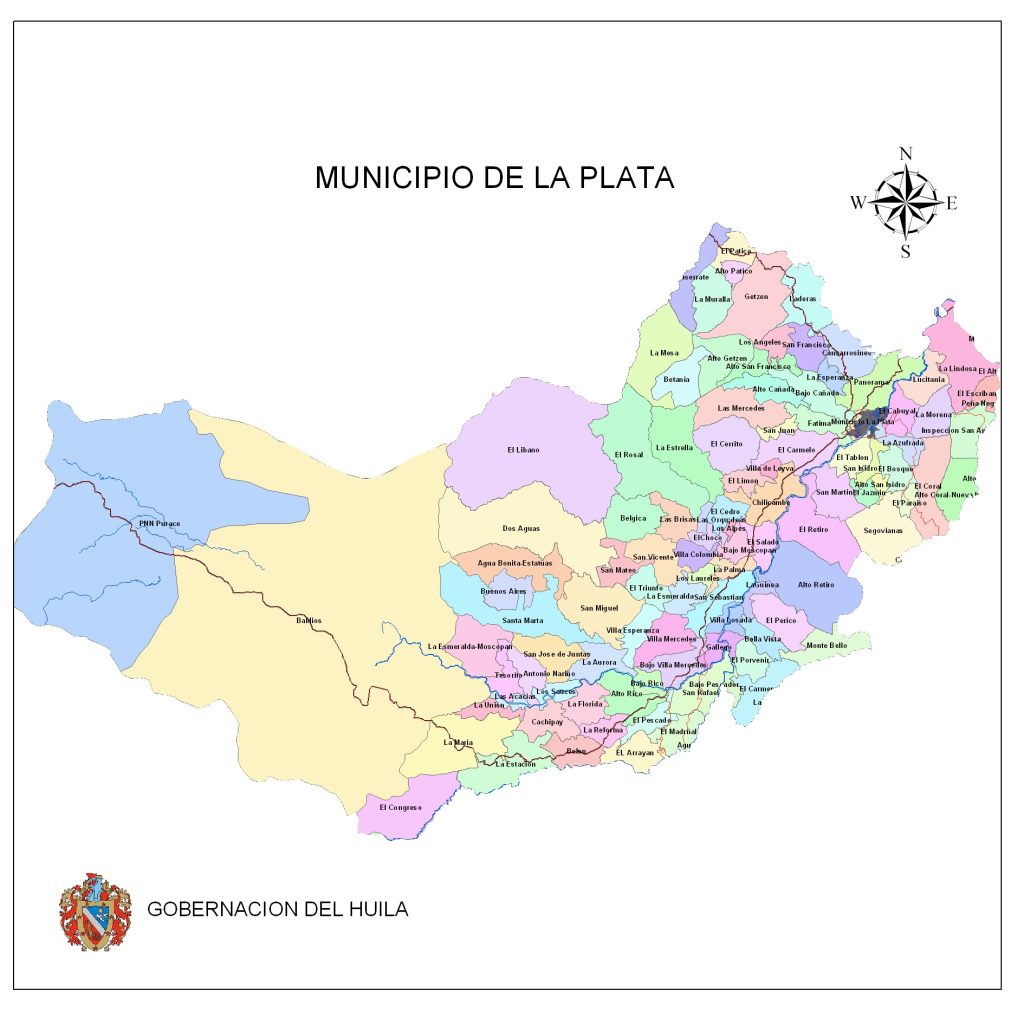 MUNICIPIO DE LA PLATA
N
W
E
S
El Patico
Alto Patico
serrate
La Muralla
Getzen
Laderas
Los Angeles
San Francisco
Cansarrosines
La Mesa
Alto Getzen
Alto San Francisco
Betania
La Esperanza
Panorama
Lucitania
M
La Lindosa
El Alt
Alto Cañada
Bajo Cañada
El Escriban
Peña Neg
Las Mercedes
Fatima
Municipio La Plata
El Cabuyal
La Morena
San Juan
Inspeccion San Ar
El Libano
El Rosal
La Estrella
El Cerrito
El Carmelo
La Azufrada
El Tablon
Villa de Leyva
San Isidro
El Bosque
El Limon
Alto San Isidro
El Coral
Alto
San Martin
El Jazmin
Alto Coral-Nueva
El Paraiso
Chilicambe
PNN Purace
Dos Aguas
Belgica
Las Brisas
El Cedro
Las Orquideas
Los Alpes
El Retiro
Segovianas
ElChoco
El Salado
Villa Colombia
Bajo Moscopan
San Vicente
Agua Bonita-Estatuas
San Mateo
La Palma
Los Laureles
Buenos Aires
El Triunfo
La Esmeralda
San Sebastian
LaGuinea
Alto Retiro
San Miguel
Baldios
Santa Marta
Villa Esperanza
Villa Losada
El Perico
Villa Mercedes
Bella Vista
La Esmeralda-Moscopan
San Jose de Juntas
Gallego
Monte Bello
La Aurora
Bajo Villa Mercedes
El Porvenir
Tesorito
Antonio Nariño
Bajo Rico
Bajo Pescador
El Carmen
Las Acacias
Los Sauces
Alto Rico
San Rafael
La Union
La Florida
La
Cachipay
El Pescado
La Reforma
El Madrinal
La Maria
Belen
EL Arrayan
Agu
La Estacion
El Congreso
GOBERNACION DEL HUILA